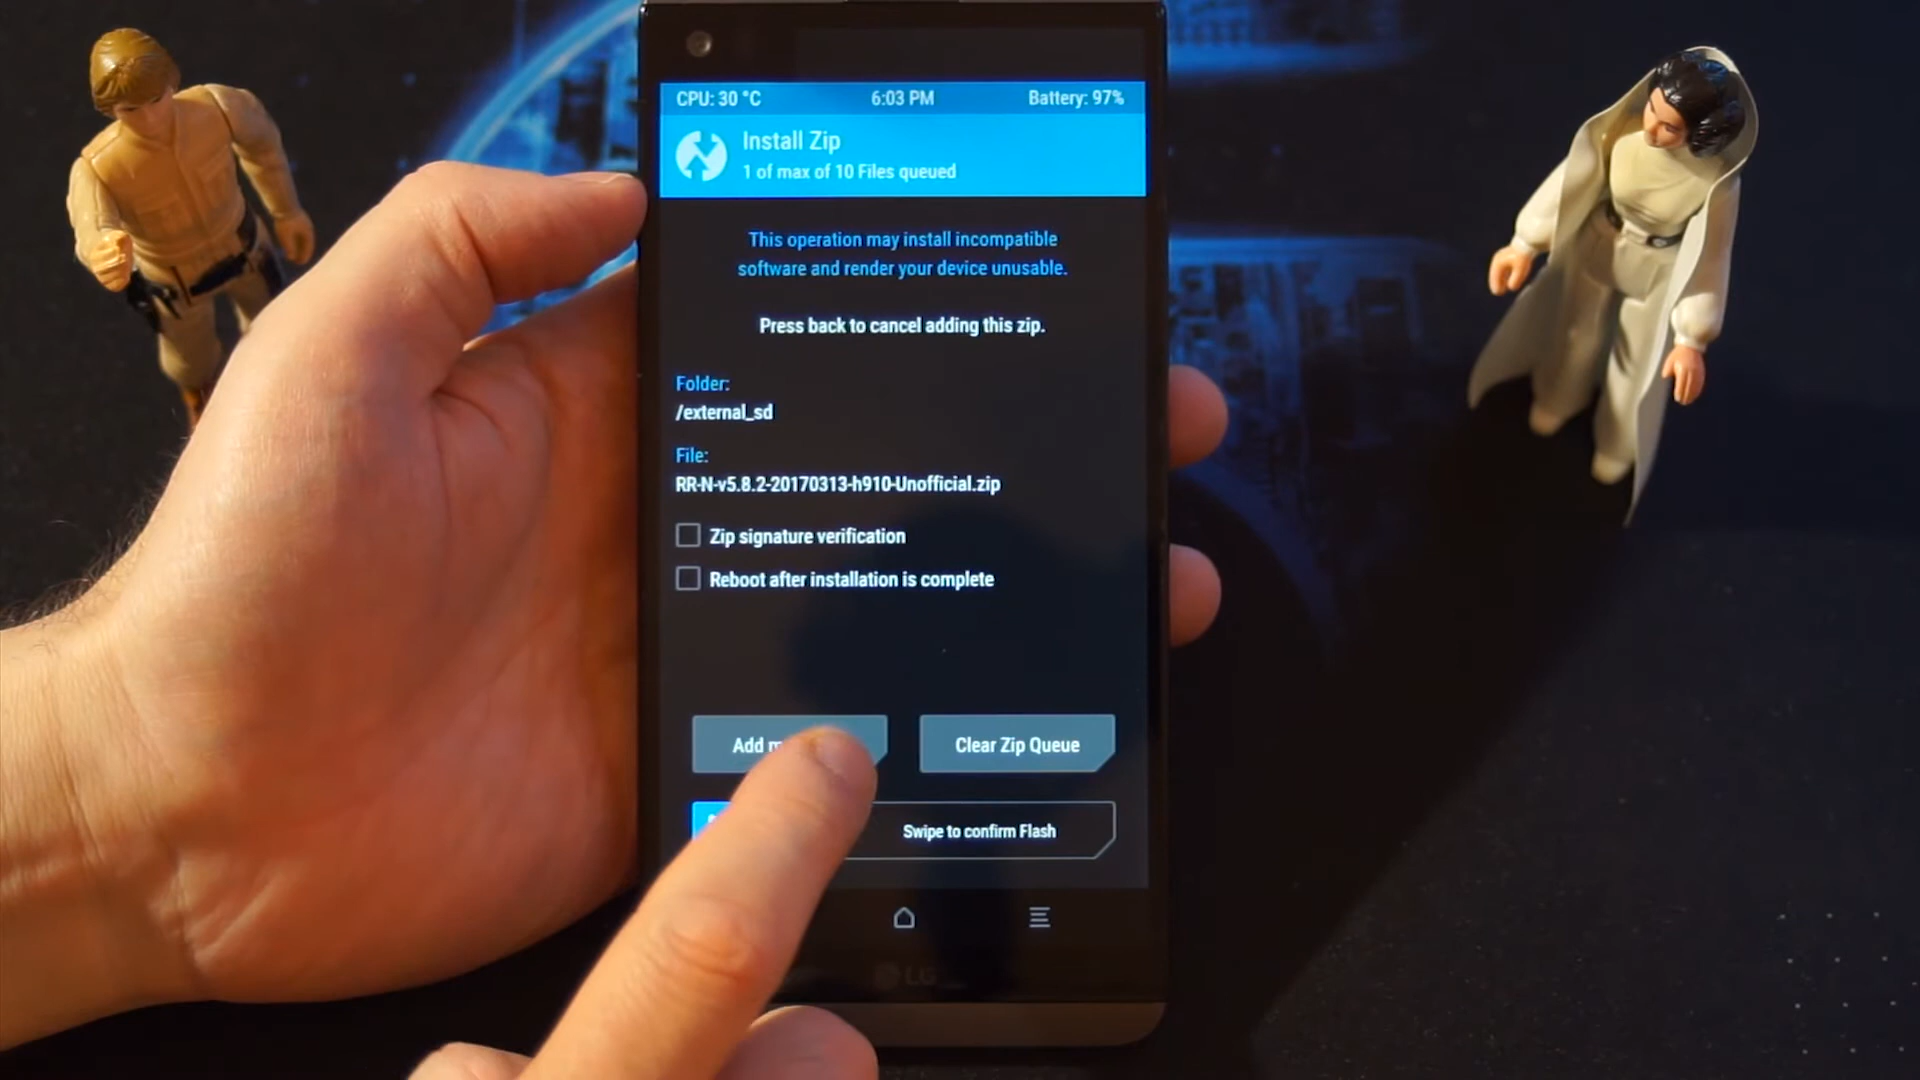 CPU: 30 °C 6:03 PM Battery: 97%
Install Zip
1 of max of 10 Files queued
This operation may install incompatible
software and render your device unusable.
Press back to cancel adding this zip.
Folder:
/external_sd
File:
RR-N-v5.8.2-20170313-h910-Unofficial.zip
Zip signature verification
Reboot after installation is complete
Add
Clear Zip Queue
Swipe to confirm Flash
LG